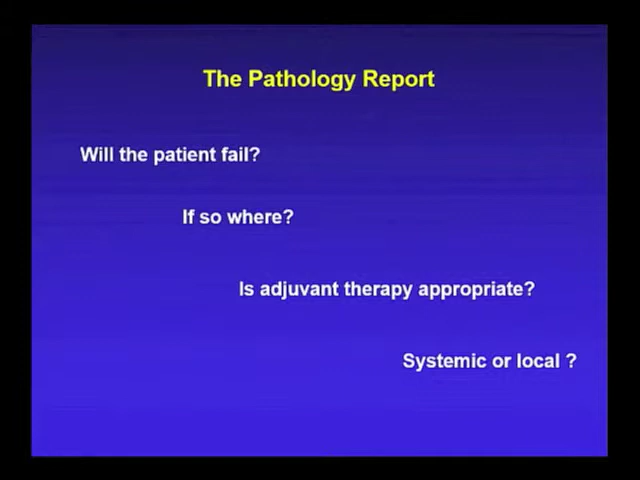 The Pathology Report
Will the patient fail?
If so where?
Is adjuvant therapy appropriate?
Systemic or local ?